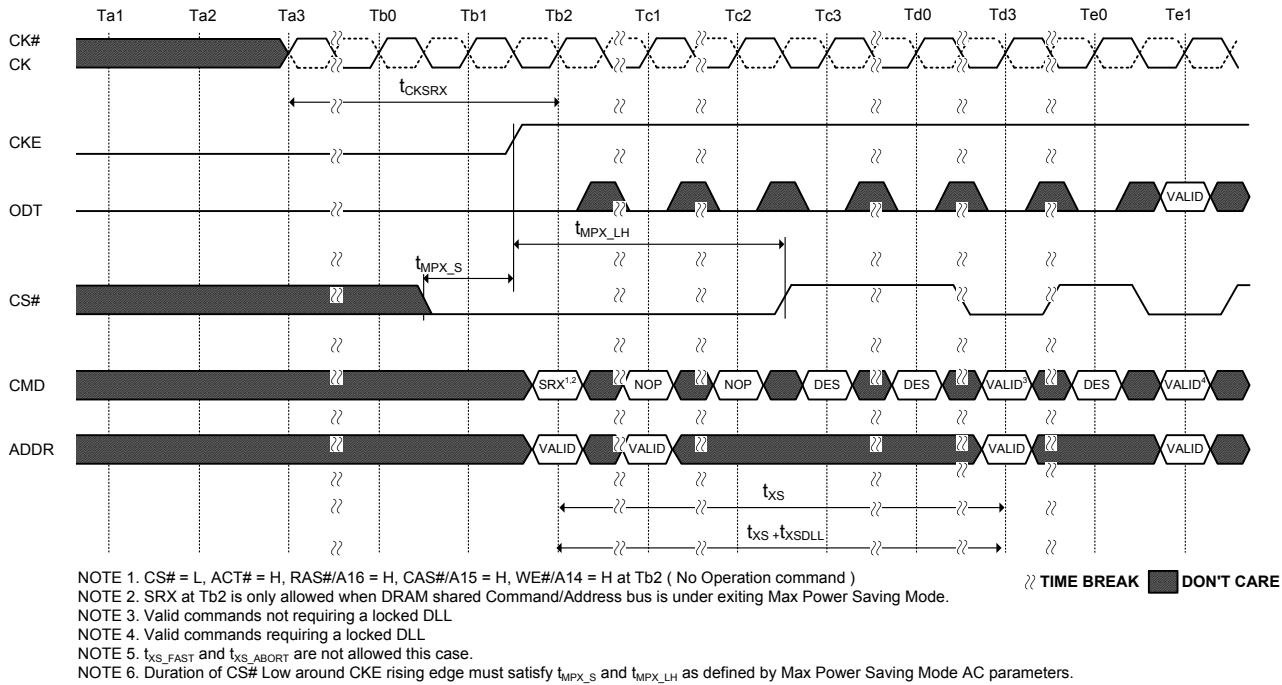 Ta1 Ta2 Ta3 Tb0 Tb1 Tb2 Tc1 Tc2 Tc3 Td0 Td3 Te0 Te1
CK#
CK
tCKSRX
CKE
ODT
VALID
tMPX_LH
tMPX_S
CS#
CMD
SRX1,2 NOP NOP DES DES VALID3 DES VALID4
ADDR
VALID VALID VALID VALID
tXS
tXS +tXSDLL
NOTE 1. CS# = L, ACT# = H, RAS#/A16 = H, CAS#/A15 = H, WE#/A14 = H at Tb2 ( No Operation command )
NOTE 2. SRX at Tb2 is only allowed when DRAM shared Command/Address bus is under exiting Max Power Saving Mode.
NOTE 3. Valid commands not requiring a locked DLL
NOTE 4. Valid commands requiring a locked DLL
NOTE 5. tXS_FAST and tXS_ABORT are not allowed this case.
NOTE 6. Duration of CS# Low around CKE rising edge must satisfy tMPX_S and tMPX_LH as defined by Max Power Saving Mode AC parameters.
TIME BREAK DON'T CARE